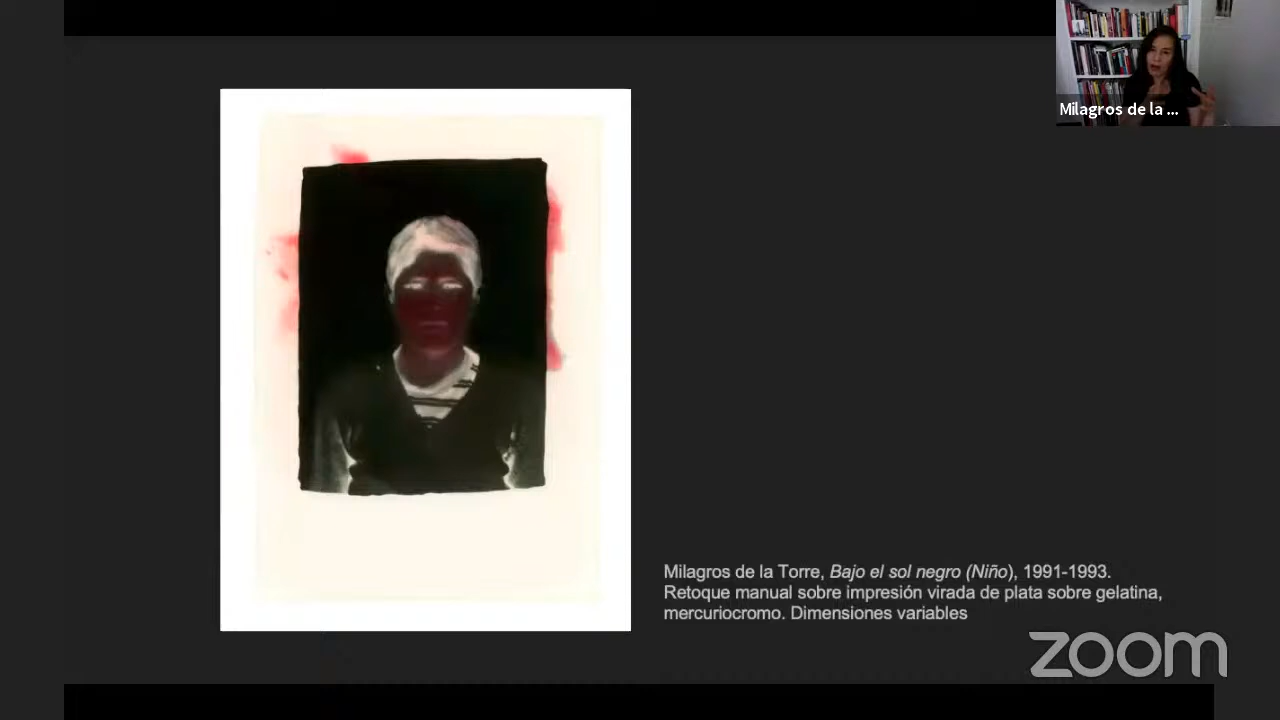 Milagros de la ...
Milagros de la Torre, Bajo el sol negro (Niño), 1991-1993.
Retoque manual sobre impresión virada de plata sobre gelatina,
mercuriocromo. Dimensiones variables
zoom